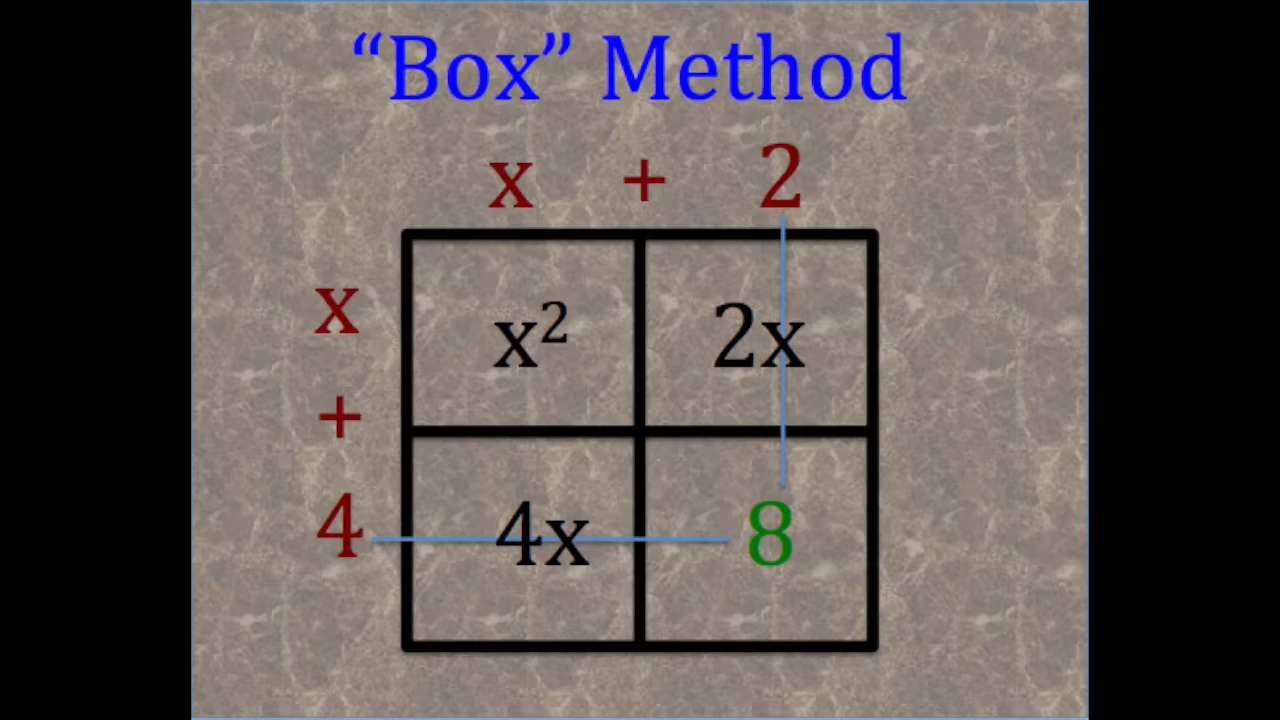 “Box” Method
x + 2
x x² 2x
+
4 4x 8